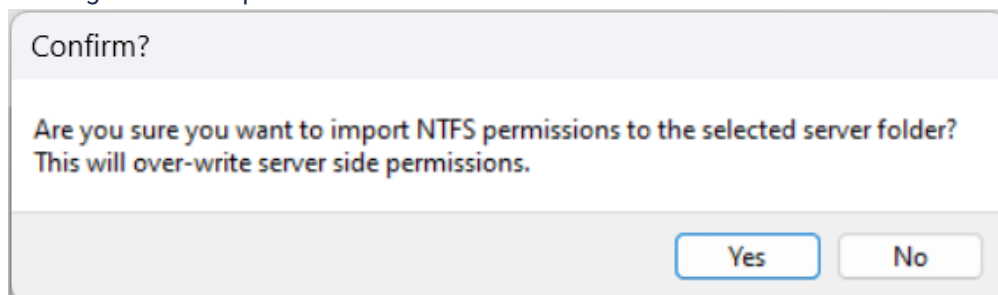 Confirm?
Are you sure you want to import NTFS permissions to the selected server folder?
This will over-write server side permissions.
Yes No